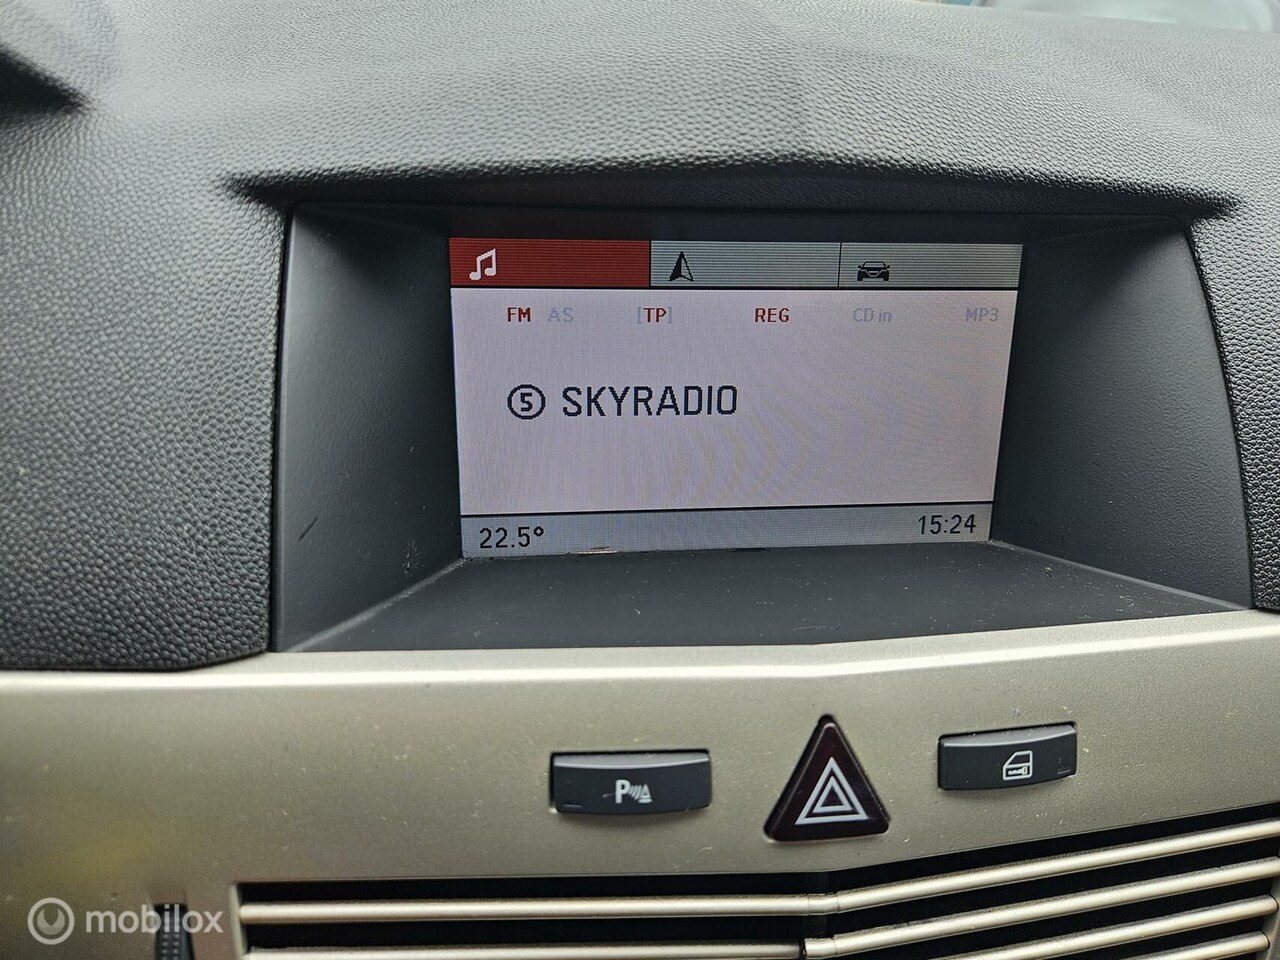 FM AS [TP] REG CD in MP3
5 SKYRADIO
22.5° 15:24
P
mobilox